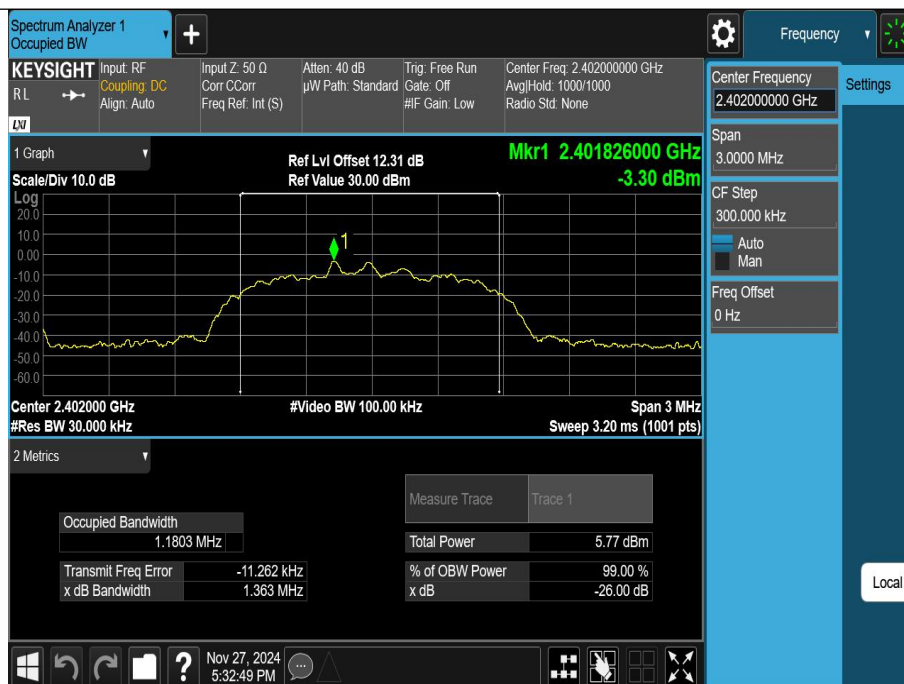 Spectrum Analyzer 1
Occupied BW
Frequency
KEYSIGHT
R L
LXI
Input: RF
Coupling: DC
Align: Auto
Input Z: 50 Ω
Corr CCorr
Freq Ref: Int (S)
Atten: 40 dB
µW Path: Standard
Trig: Free Run
Gate: Off
#IF Gain: Low
Center Freq: 2.402000000 GHz
Avg|Hold: 1000/1000
Radio Std: None
Center Frequency
2.402000000 GHz
Settings
Span
3.0000 MHz
CF Step
300.000 kHz
Auto
Man
Freq Offset
0 Hz
Local
1 Graph
Scale/Div 10.0 dB
Ref Lvl Offset 12.31 dB
Ref Value 30.00 dBm
Mkr1 2.401826000 GHz
-3.30 dBm
Log
20.0
10.0
0.00
-10.0
-20.0
-30.0
-40.0
-50.0
-60.0
1
Center 2.402000 GHz
#Video BW 100.00 kHz
Span 3 MHz
#Res BW 30.000 kHz
Sweep 3.20 ms (1001 pts)
2 Metrics
Measure Trace Trace 1
Occupied Bandwidth
1.1803 MHz
Total Power 5.77 dBm
Transmit Freq Error -11.262 kHz
% of OBW Power 99.00 %
x dB Bandwidth 1.363 MHz
x dB -26.00 dB
?
Nov 27, 2024
5:32:49 PM